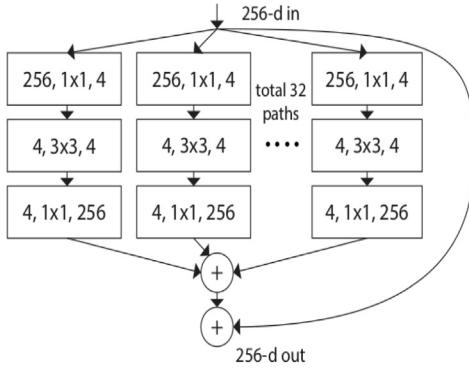 256-d in
256, 1x1, 4
256, 1x1, 4
total 32
paths
256, 1x1, 4
4, 3x3, 4
4, 3x3, 4
4, 3x3, 4
4, 1x1, 256
4, 1x1, 256
4, 1x1, 256
+
+
256-d out